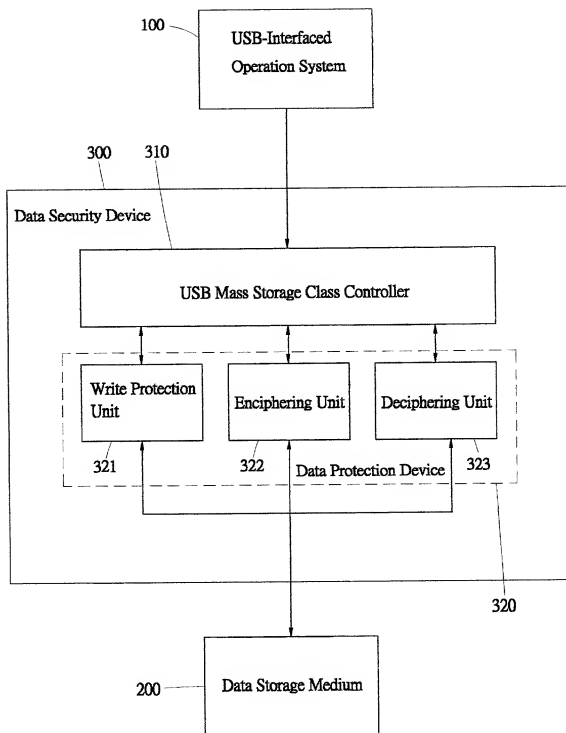 100
USB-Interfaced
Operation System
300
310
Data Security Device
USB Mass Storage Class Controller
Write Protection
Unit
Enciphering Unit
Deciphering Unit
321
322
323
Data Protection Device
320
200
Data Storage Medium